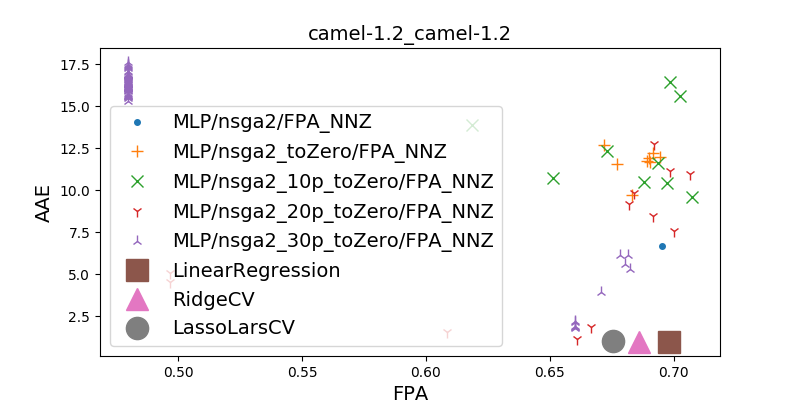 camel-1.2_camel-1.2
17.5
15.0
12.5
10.0
7.5
5.0
2.5
AAE
MLP/nsga2/FPA_NNZ
MLP/nsga2_toZero/FPA_NNZ
MLP/nsga2_10p_toZero/FPA_NNZ
MLP/nsga2_20p_toZero/FPA_NNZ
MLP/nsga2_30p_toZero/FPA_NNZ
LinearRegression
RidgeCV
LassoLarsCV
0.50 0.55 0.60 0.65 0.70
FPA